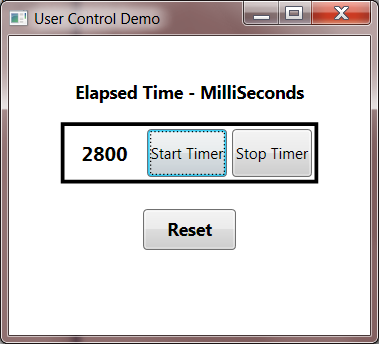 User Control Demo
Elapsed Time - MilliSeconds
2800 Start Timer Stop Timer
Reset